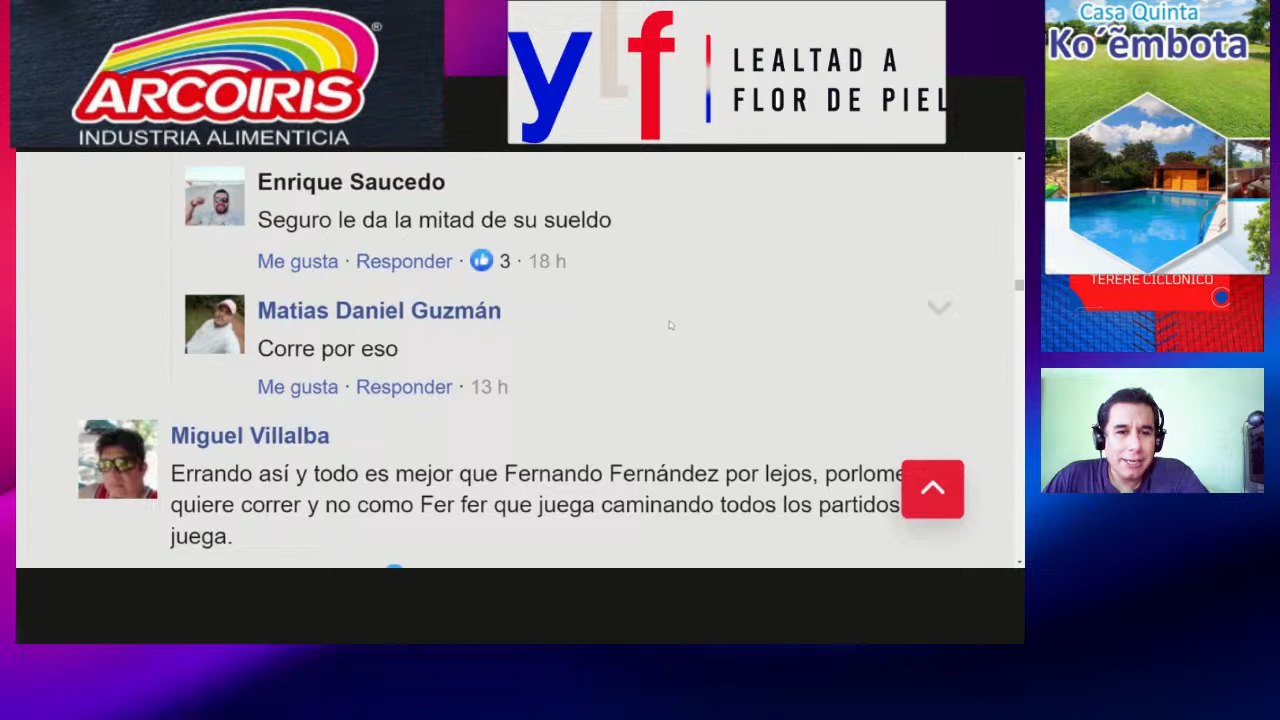 ARCOIRIS®
INDUSTRIA ALIMENTICIA
yf
LEALTAD A
FLOR DE PIEL
Casa Quinta
Ko´ẽmbota
TERERE CICLONICO
Enrique Saucedo
Seguro le da la mitad de su sueldo
Me gusta · Responder · 3 · 18 h
Matias Daniel Guzmán
Corre por eso
Me gusta · Responder · 13 h
Miguel Villalba
Errando así y todo es mejor que Fernando Fernández por lejos, porlome
quiere correr y no como Fer fer que juega caminando todos los partidos
juega.